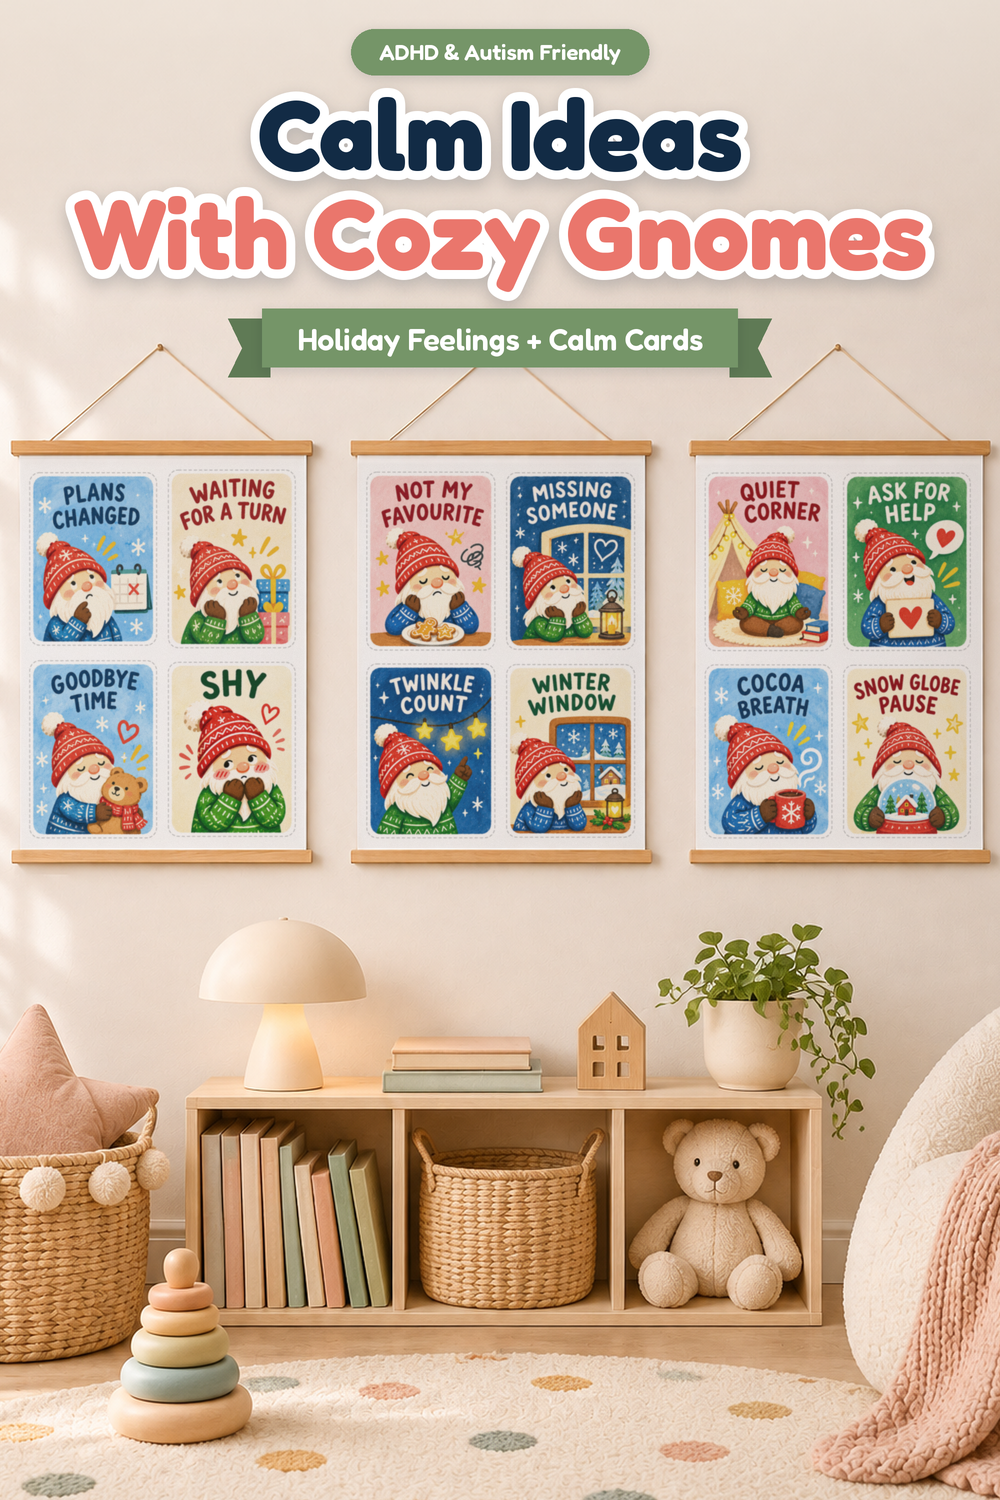 ADHD & Autism Friendly
Calm Ideas
With Cozy Gnomes
Holiday Feelings + Calm Cards
PLANS
CHANGED
WAITING
FOR A TURN
GOODBYE
TIME
SHY
NOT MY
FAVOURITE
MISSING
SOMEONE
TWINKLE
COUNT
WINTER
WINDOW
QUIET
CORNER
ASK FOR
HELP
COCOA
BREATH
SNOW GLOBE
PAUSE